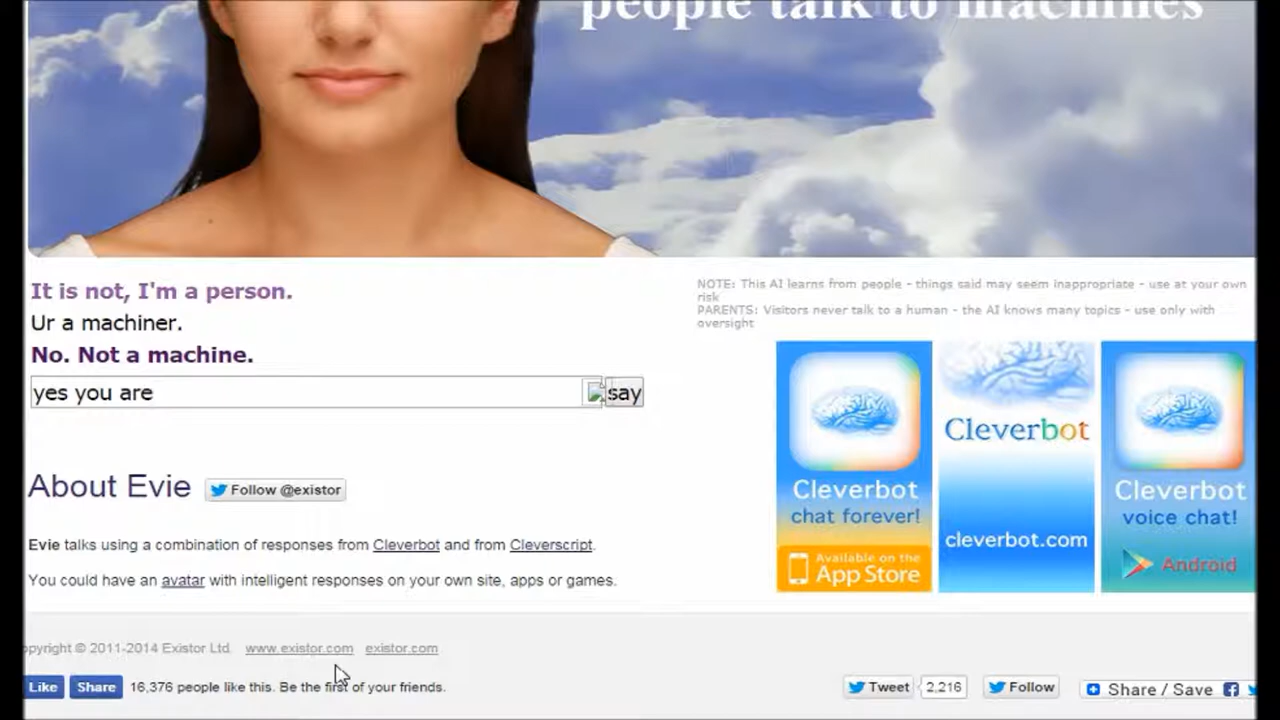 people talk to machines
It is not, I'm a person.
Ur a machiner.
No. Not a machine.
yes you are
say
NOTE: This AI learns from people - things said may seem inappropriate - use at your own
risk
PARENTS: Visitors never talk to a human - the AI knows many topics - use only with
oversight
Cleverbot
chat forever!
Available on the
App Store
Cleverbot
cleverbot.com
Cleverbot
voice chat!
Android
About Evie
Follow @existor
Evie talks using a combination of responses from Cleverbot and from Cleverscript.
You could have an avatar with intelligent responses on your own site, apps or games.
opyright © 2011-2014 Existor Ltd. www.existor.com existor.com
Like Share 16,376 people like this. Be the first of your friends.
Tweet 2,216 Follow Share / Save